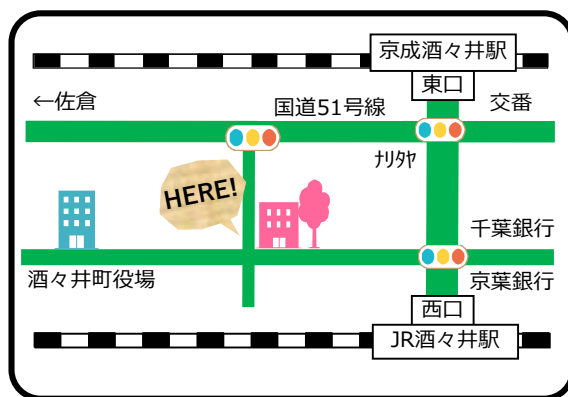 京成酒々井駅
東口
←佐倉
国道51号線
交番
ﾅﾘﾀﾔ
HERE!
千葉銀行
酒々井町役場
京葉銀行
西口
JR酒々井駅